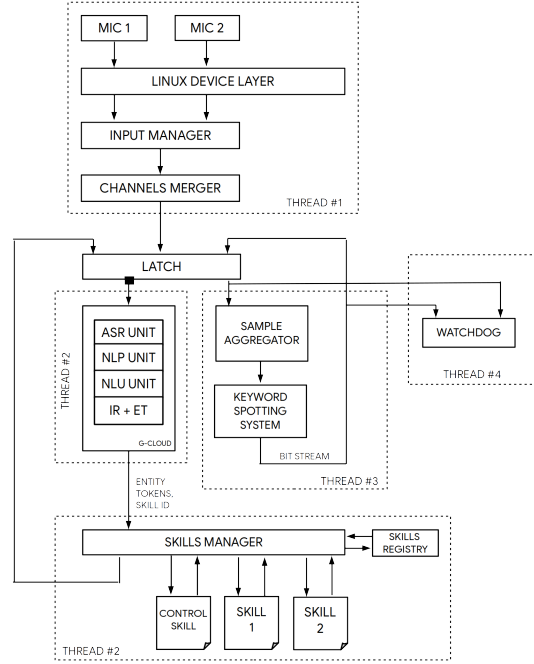 MIC 1
MIC 2
LINUX DEVICE LAYER
INPUT MANAGER
CHANNELS MERGER
THREAD #1
LATCH
THREAD #2
ASR UNIT
NLP UNIT
NLU UNIT
IR + ET
G-CLOUD
SAMPLE
AGGREGATOR
KEYWORD
SPOTTING
SYSTEM
BIT STREAM
THREAD #3
WATCHDOG
THREAD #4
ENTITY
TOKENS,
SKILL ID
SKILLS MANAGER
SKILLS
REGISTRY
CONTROL
SKILL
SKILL
1
SKILL
2
THREAD #2